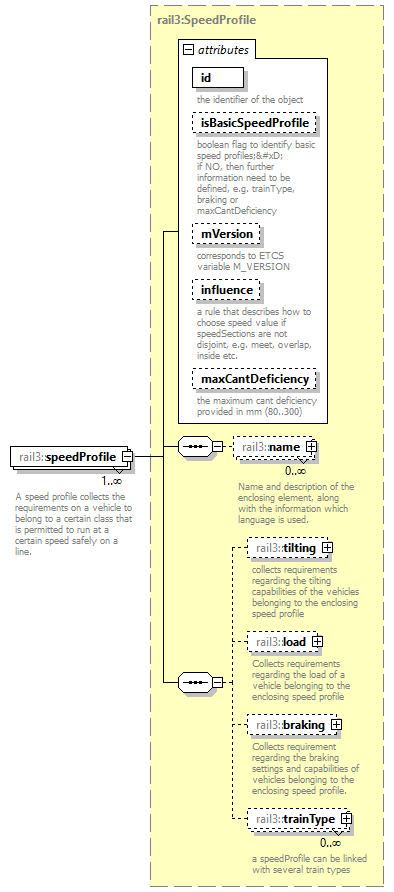 rail3:SpeedProfile
attributes
id
the identifier of the object
isBasicSpeedProfile
boolean flag to identify basic
speed profiles;&#xD;
if NO, then further
information need to be
defined, e.g. trainType,
braking or
maxCantDeficiency
mVersion
corresponds to ETCS
variable M_VERSION
influence
a rule that describes how to
choose speed value if
speedSections are not
disjoint, e.g. meet, overlap,
inside etc.
maxCantDeficiency
the maximum cant deficiency
provided in mm (80..300)
rail3::speedProfile
1..∞
A speed profile collects the
requirements on a vehicle to
belong to a certain class that
is permitted to run at a
certain speed safely on a
line.
rail3::name
0..∞
Name and description of the
enclosing element, along
with the information which
language is used.
rail3::tilting
collects requirements
regarding the tilting
capabilities of the vehicles
belonging to the enclosing
speed profile
rail3::load
Collects requirements
regarding the load of a
vehicle belonging to the
enclosing speed profile
rail3::braking
Collects requirement
regarding the braking
settings and capabilities of
vehicles belonging to the
enclosing speed profile.
rail3::trainType
0..∞
a speedProfile can be linked
with several train types